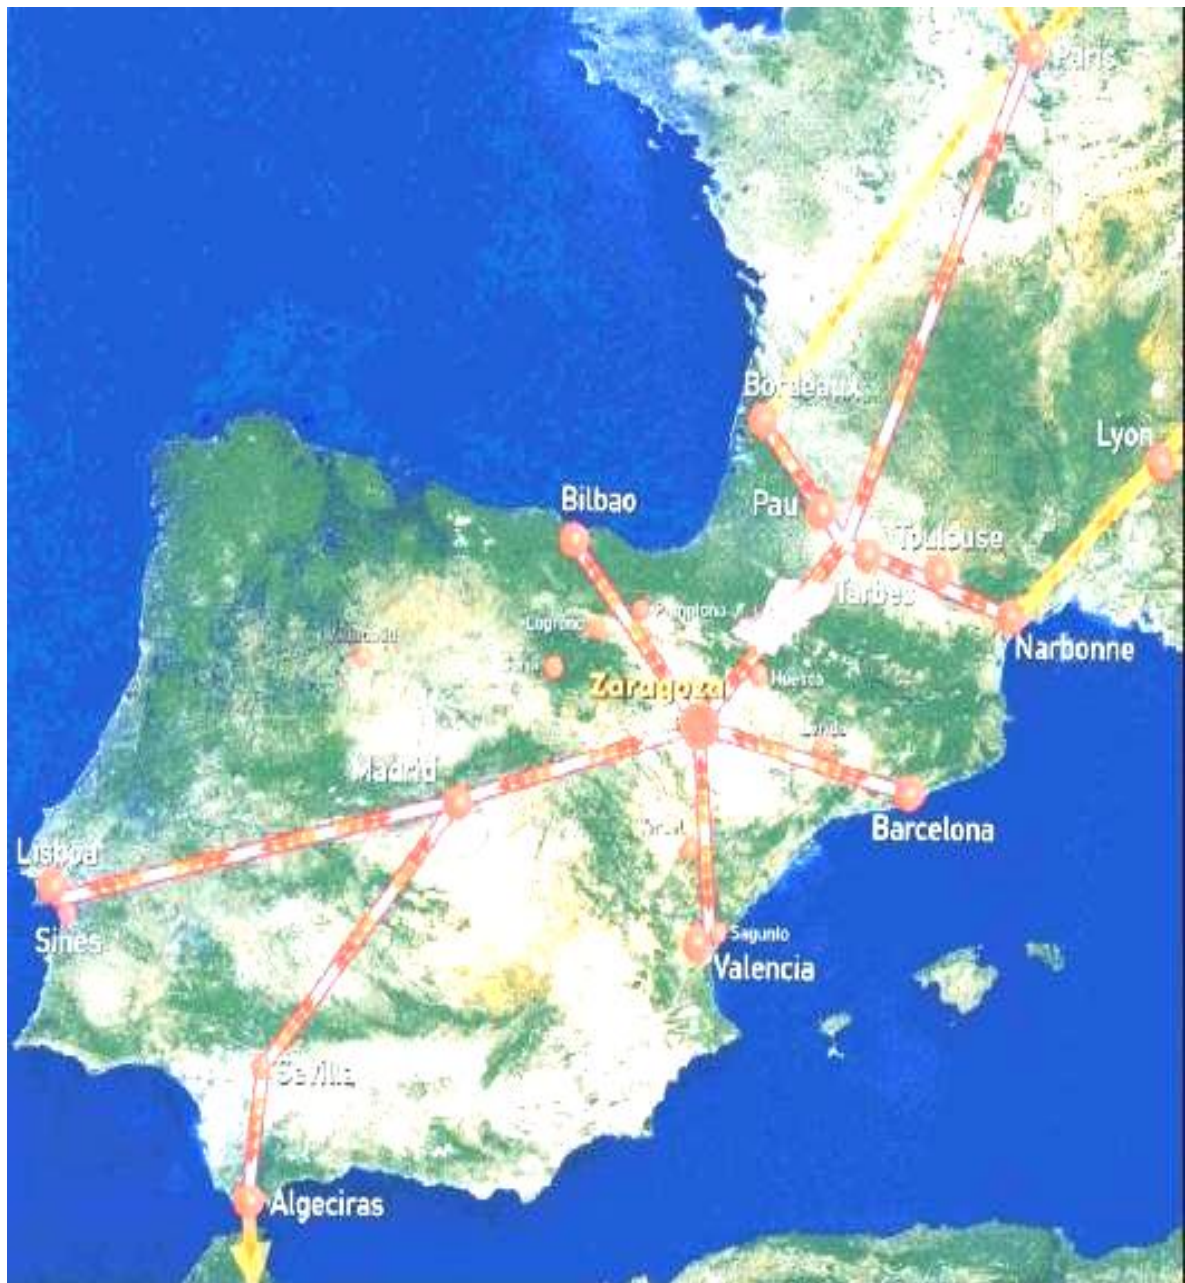 Paris
Bordeaux
Lyon
Bilbao
Pau
Toulouse
Tarbes
Pamplona
Logroño
Narbonne
Zaragoza
Huesca
Madrid
Barcelona
Lisboa
Sines
Sagunto
Valencia
Sevilla
Algeciras